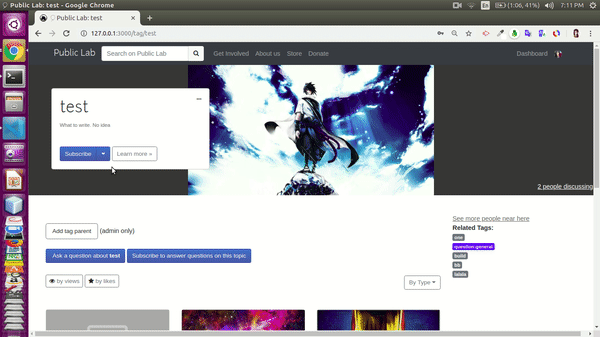 Public Lab: test - Google Chrome
En
(1:06, 41%)
7:11 PM
Public Lab: test
127.0.0.1:3000/tag/test
Public Lab
Search on Public Lab
Get Involved
About us
Store
Donate
Dashboard
test
What to write. No idea
Subscribe
Learn more »
2 people discussing
See more people near here
Add tag parent (admin only)
Related Tags:
one
question:general
build
Ask a question about test
Subscribe to answer questions on this topic
by views
by likes
By Type